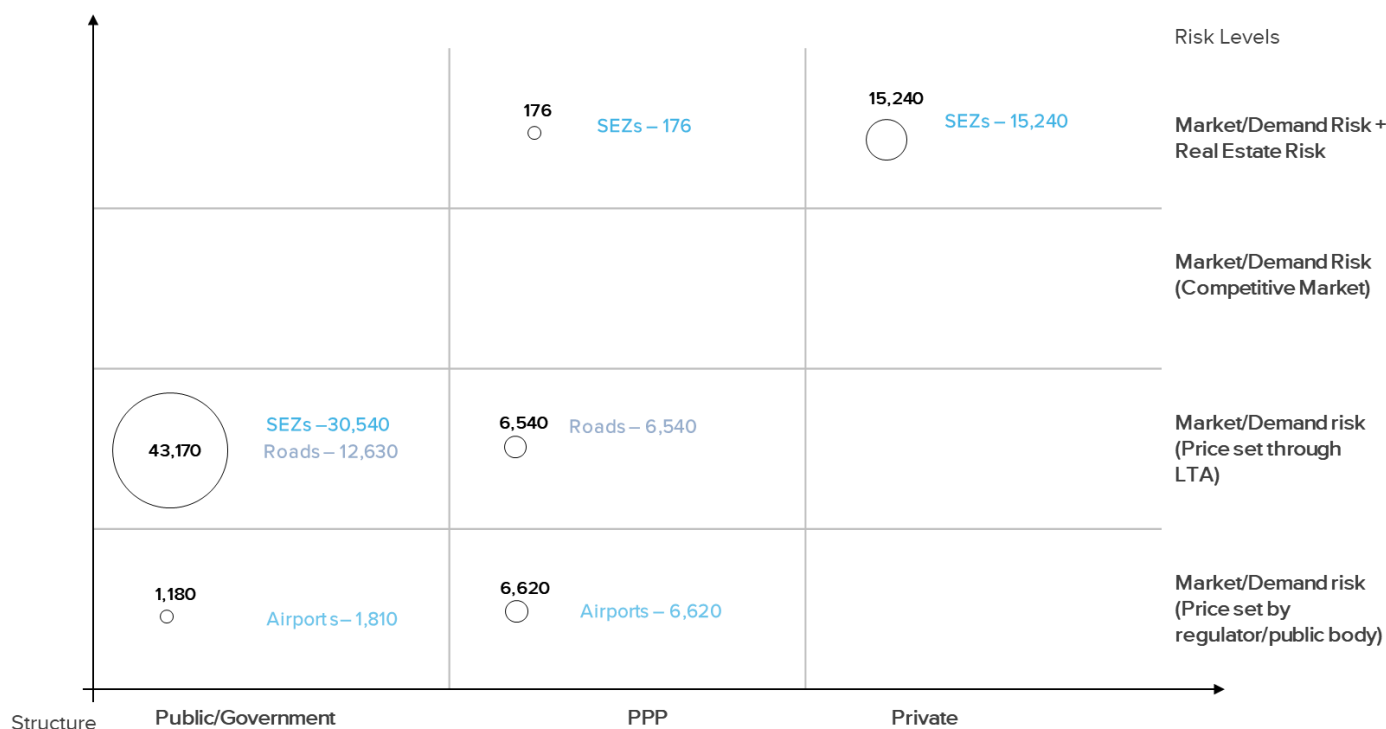 Risk Levels
176
SEZs – 176
15,240
SEZs – 15,240
Market/Demand Risk +
Real Estate Risk
Market/Demand Risk
(Competitive Market)
43,170
SEZs –30,540
Roads – 12,630
6,540
Roads – 6,540
Market/Demand risk
(Price set through
LTA)
1,180
Airports– 1,810
6,620
Airports – 6,620
Market/Demand risk
(Price set by
regulator/public body)
Structure
Public/Government
PPP
Private